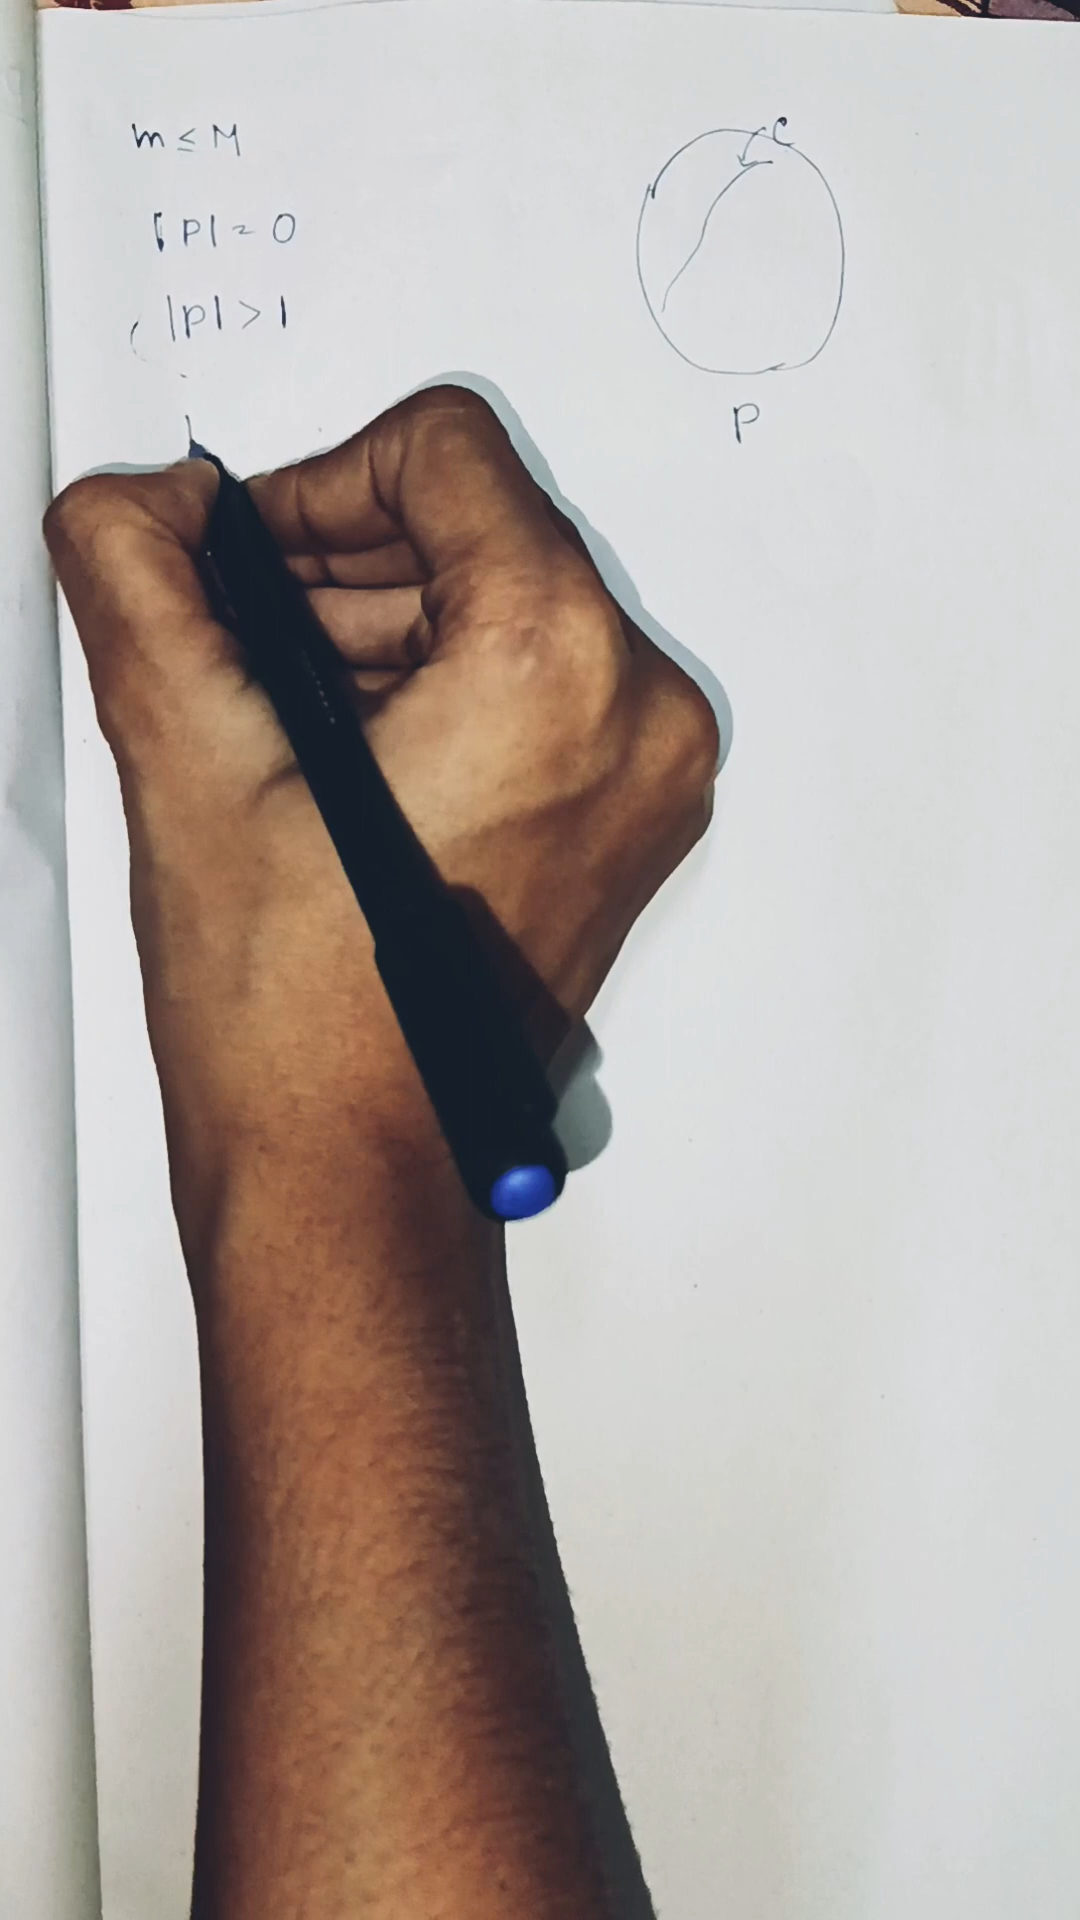 m ≤ M
C
|P| = 0
|P| > 1
P